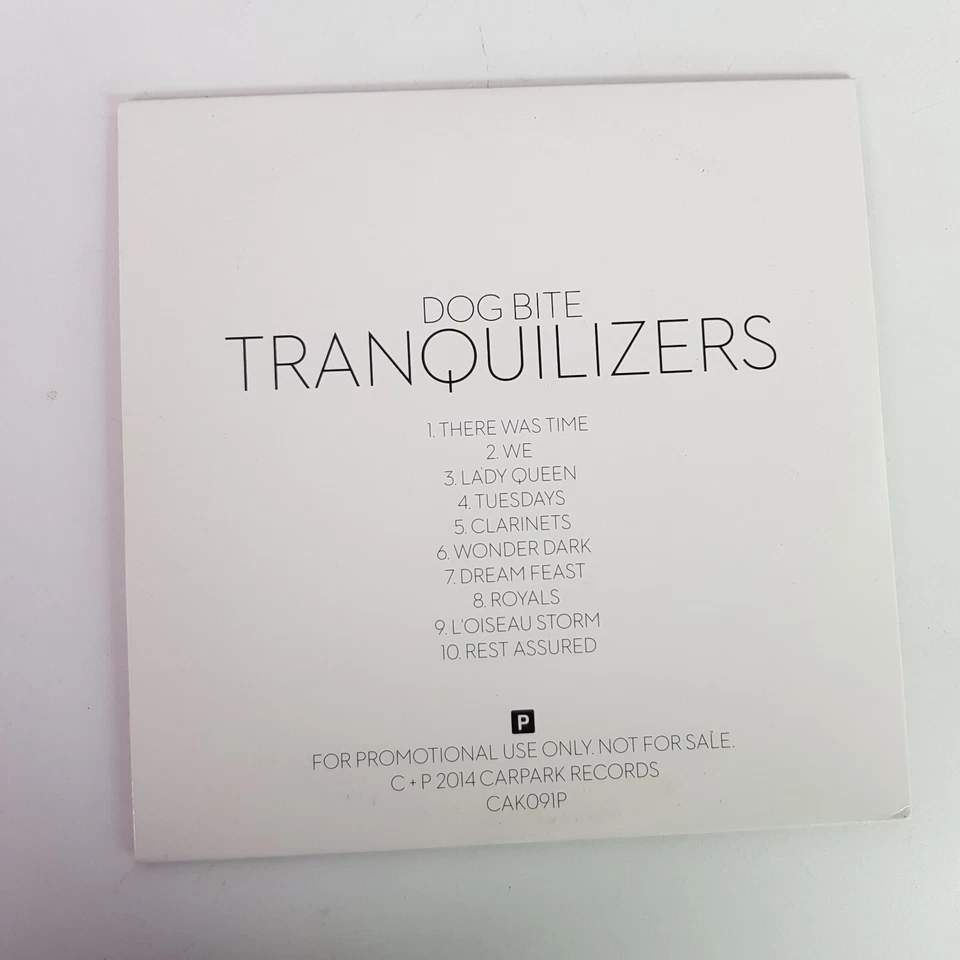 DOG BITE
TRANQUILIZERS
1. THERE WAS TIME
2. WE
3. LADY QUEEN
4. TUESDAYS
5. CLARINETS
6. WONDER DARK
7. DREAM FEAST
8. ROYALS
9. L'OISEAU STORM
10. REST ASSURED
P
FOR PROMOTIONAL USE ONLY. NOT FOR SALE.
C + P 2014 CARPARK RECORDS
CAK091P